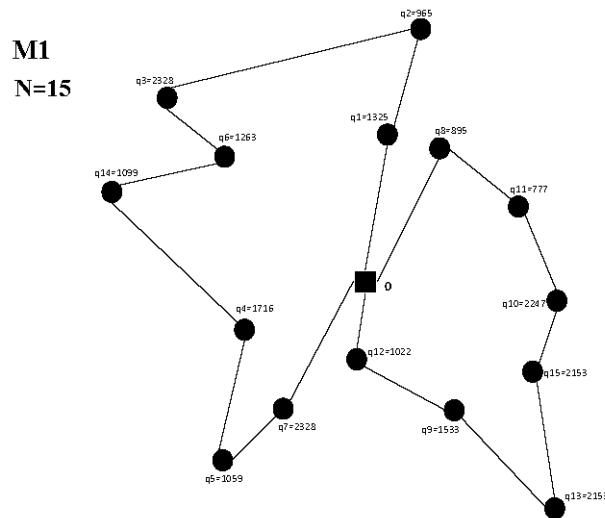 q2=965
M1
q3=2328
N=15
q1=1325
q6=1263
q8=895
q14=1099
q11=777
0
q10=2247
q4=1716
q12=1022
q15=2153
q7=2328
q9=1533
q5=1059
q13=2153